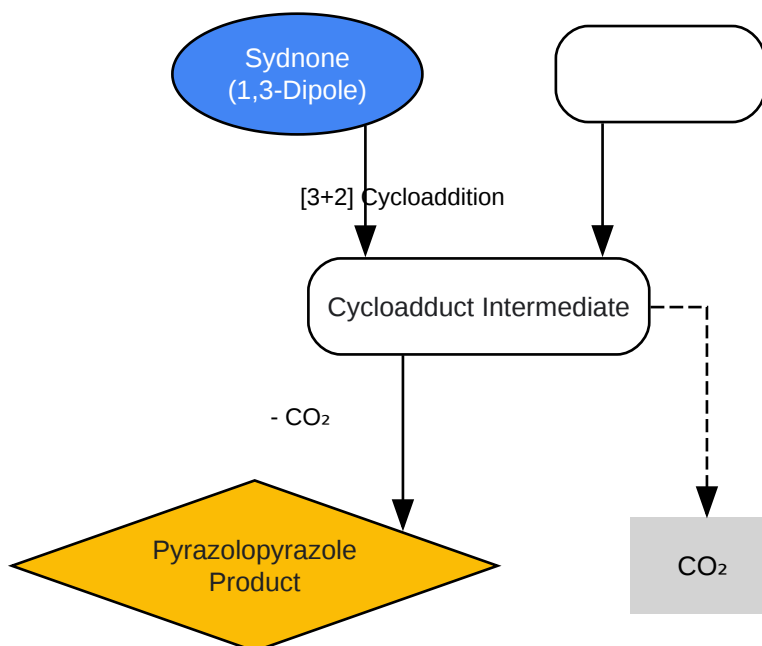 Sydnone
(1,3-Dipole)
[3+2] Cycloaddition
Cycloadduct Intermediate
- CO₂
Pyrazolopyrazole
Product
CO₂